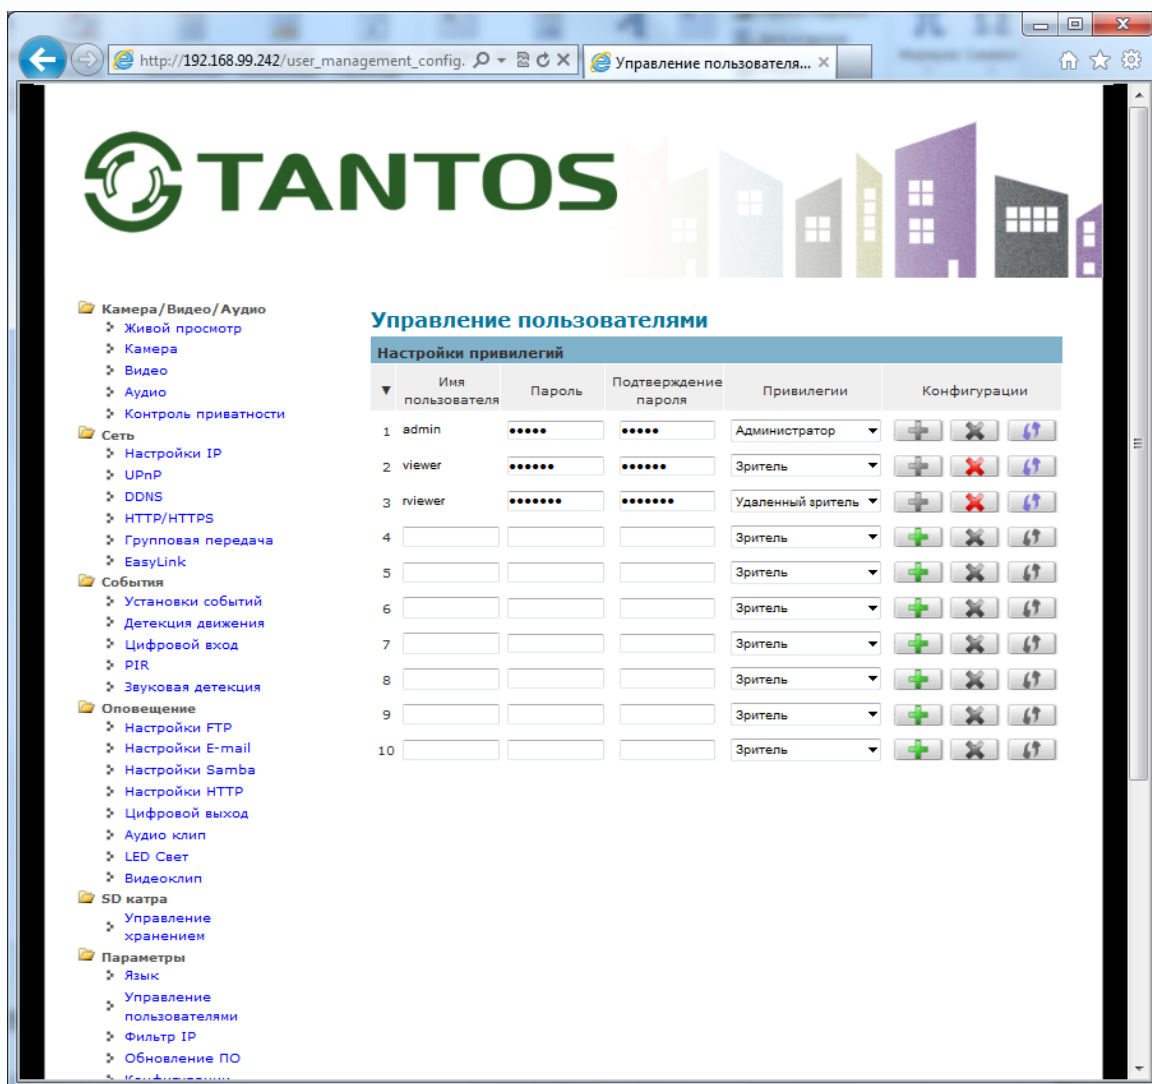 http://192.168.99.242/user_management_config.
Управление пользователя...
TANTOS
Камера/Видео/Аудио
Живой просмотр
Камера
Видео
Аудио
Контроль приватности
Сеть
Настройки IP
UPnP
DDNS
HTTP/HTTPS
Групповая передача
EasyLink
События
Установки событий
Детекция движения
Цифровой вход
PIR
Звуковая детекция
Оповещение
Настройки FTP
Настройки E-mail
Настройки Samba
Настройки HTTP
Цифровой выход
Аудио клип
LED Свет
Видеоклип
SD катра
Управление
хранением
Параметры
Язык
Управление
пользователями
Фильтр IP
Обновление ПО
Управление пользователями
Настройки привилегий
▼ Имя пользователя Пароль Подтверждение пароля Привилегии Конфигурации
1 admin ••••• ••••• Администратор
2 viewer •••••• •••••• Зритель
3 rviewer ••••••• ••••••• Удаленный зритель
4 Зритель
5 Зритель
6 Зритель
7 Зритель
8 Зритель
9 Зритель
10 Зритель